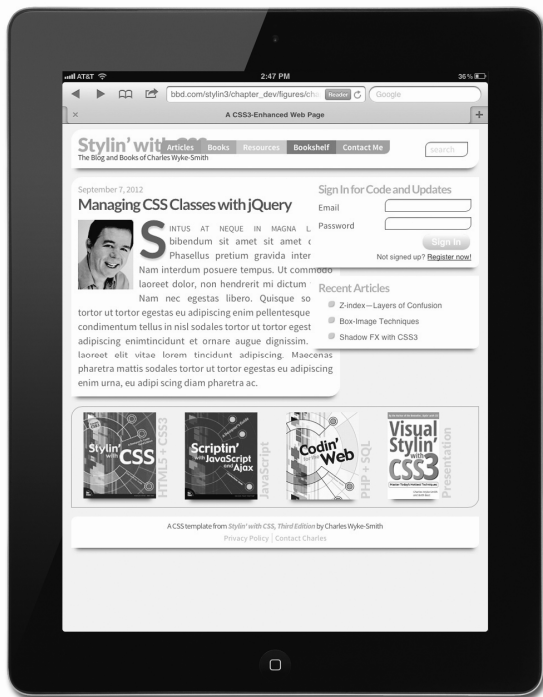 AT&T
2:47 PM
36%
bbd.com/stylin3/chapter_dev/figures/cha
Reader
Google
A CSS3-Enhanced Web Page
Stylin' with CSS
Articles Books Resources Bookshelf Contact Me
search
The Blog and Books of Charles Wyke-Smith
September 7, 2012
Managing CSS Classes with jQuery
SINTUS AT NEQUE IN MAGNA L
bibendum sit amet sit amet
Phasellus pretium gravida inter
Nam interdum posuere tempus. Ut commodo
laoreet dolor, non hendrerit mi dictum
Nam nec egestas libero. Quisque so
tortor ut tortor egestas eu adipiscing enim pellentesque
condimentum tellus in nisl sodales tortor ut tortor egest
adipiscing enimtincidunt et ornare augue dignissim.
laoreet elit vitae lorem tincidunt adipiscing. Maecenas
pharetra mattis sodales tortor ut tortor egestas eu adipiscing
enim urna, eu adipi scing diam pharetra ac.
Sign In for Code and Updates
Email
Password
Sign In
Not signed up? Register now!
Recent Articles
Z-index—Layers of Confusion
Box-Image Techniques
Shadow FX with CSS3
Stylin'
with CSS
HTML5 + CSS3
Scriptin'
with JavaScript
and Ajax
JavaScript
Codin'
for the Web
PHP + SQL
Visual
Stylin'
with
CSS3
Presentation
A CSS template from Stylin' with CSS, Third Edition by Charles Wyke-Smith
Privacy Policy | Contact Charles